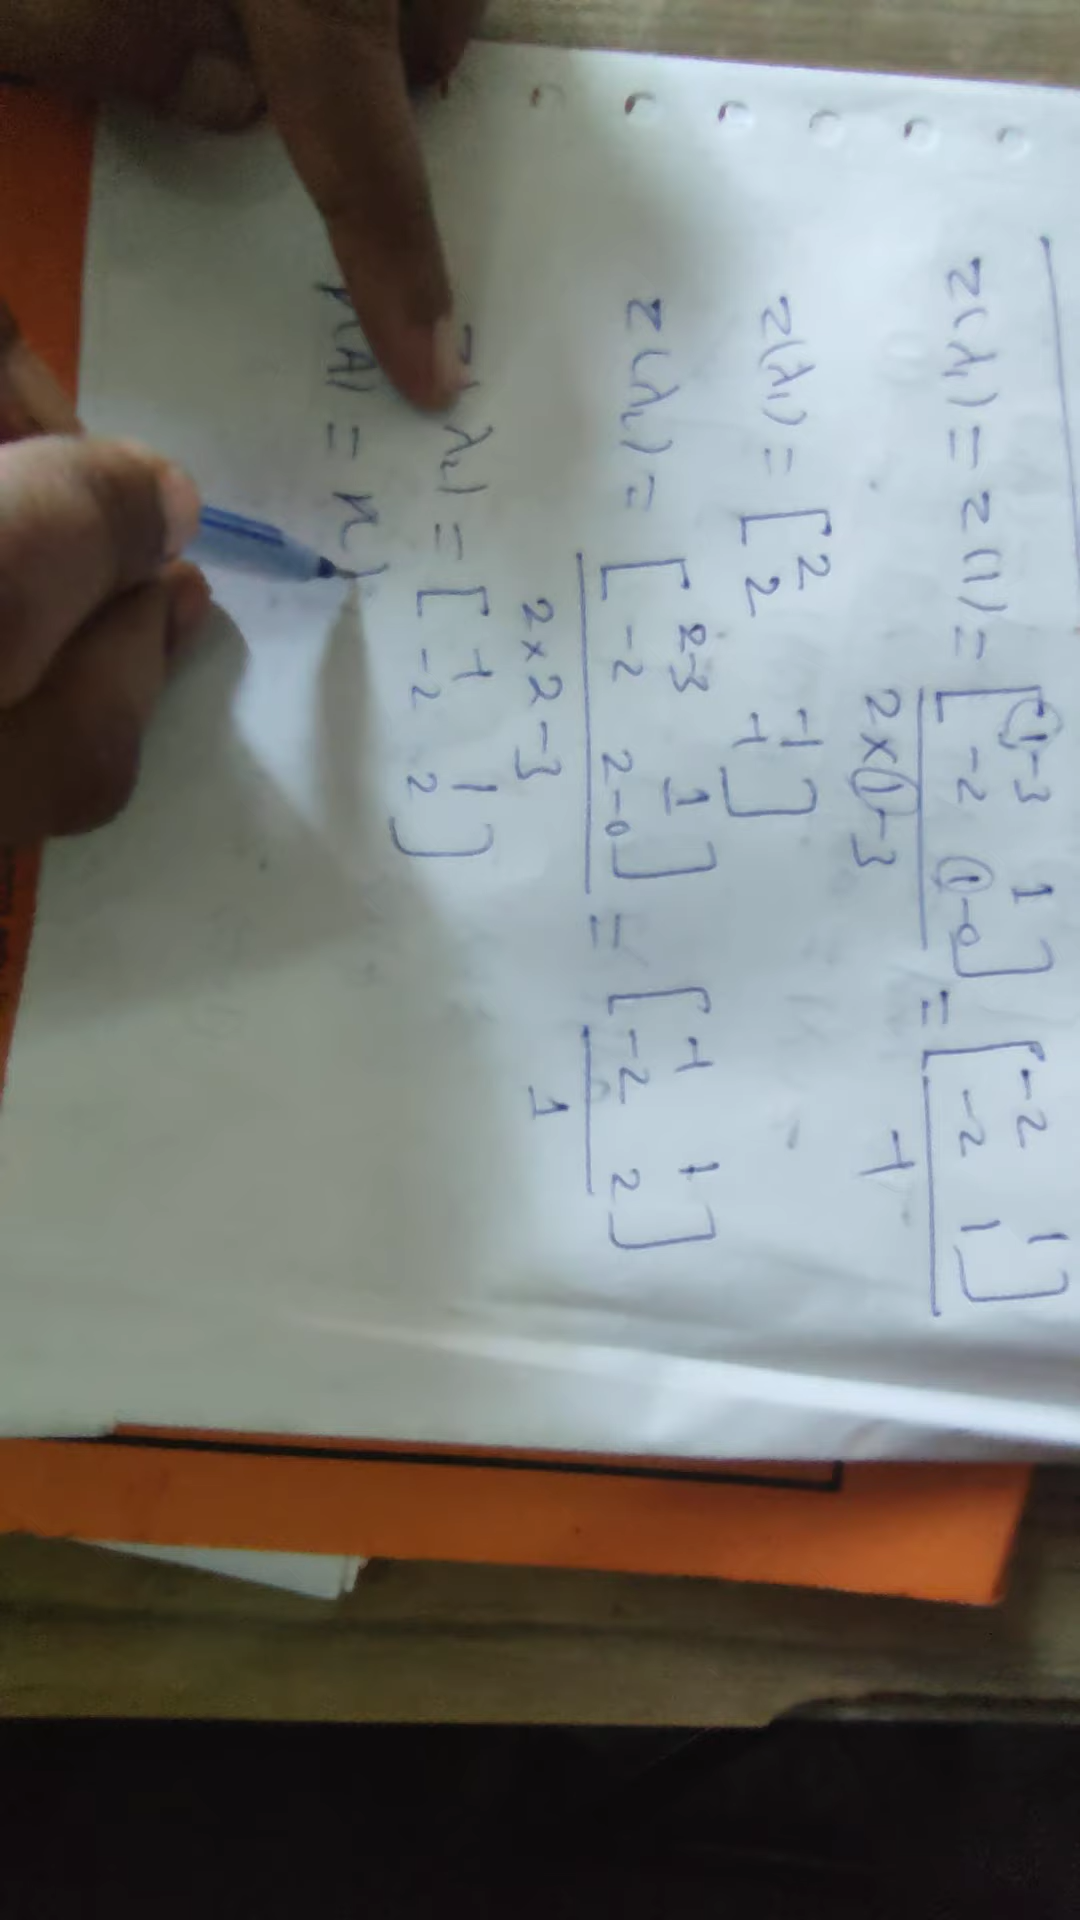 z(λ₁) = z(1) = [1-3 1
-2 1-0] = [-2 1
-2 1]
2×1-3 -1
z(λ₁) = [2 -1
2 -1]
z(λ₂) = [2-3 1
-2 2-0] = [-1 1
-2 2]
2×2-3 1
z(λ₂) = [-1 1
-2 2]
(A) =